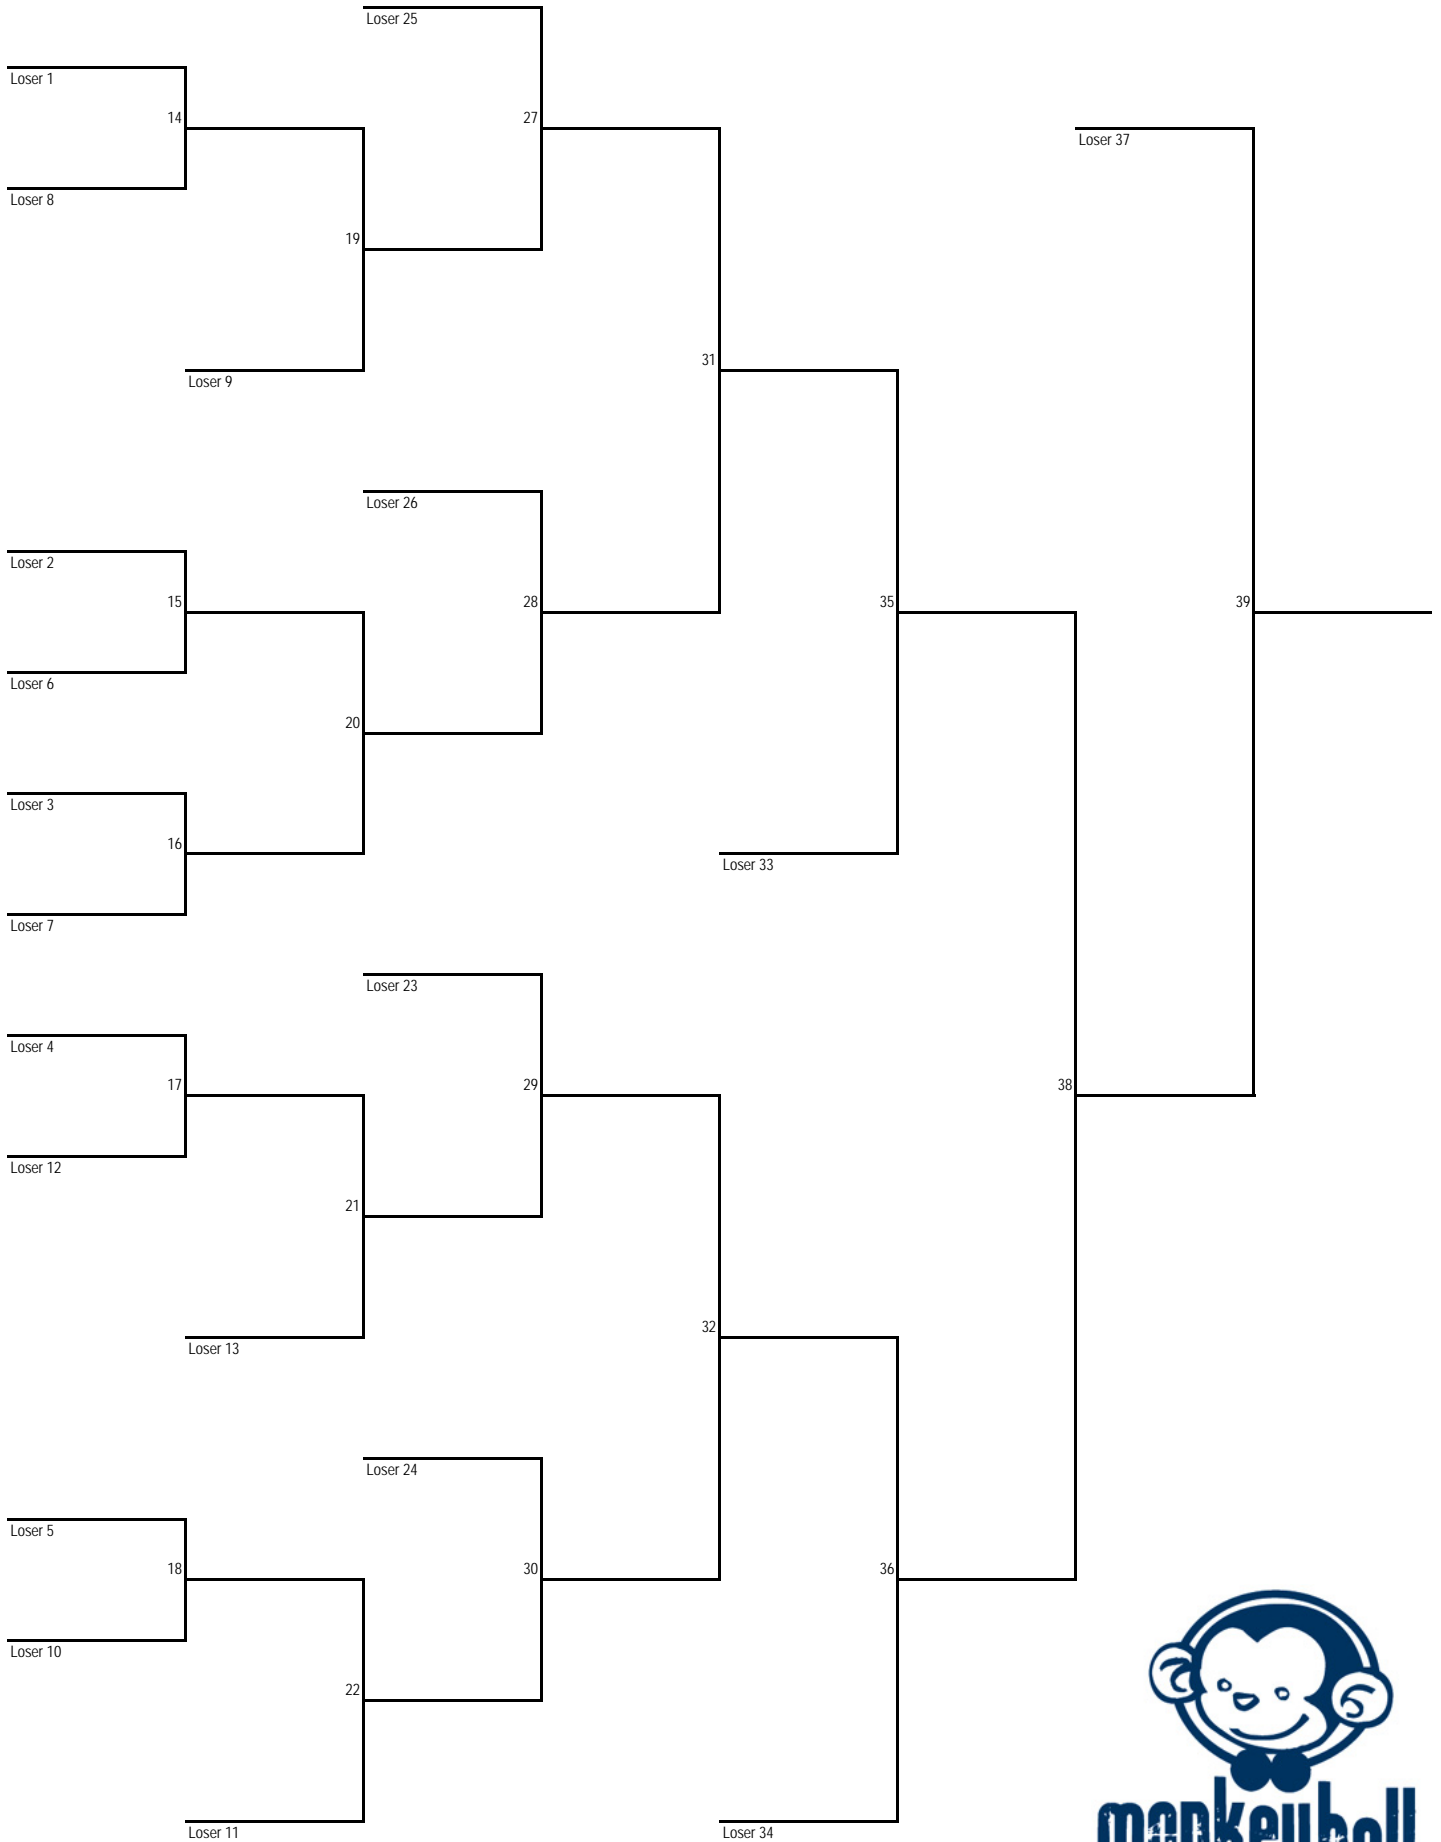 Loser 25
Loser 1
14
27
Loser 37
Loser 8
19
31
Loser 9
Loser 26
Loser 2
15
28
35
39
Loser 6
20
Loser 3
16
Loser 33
Loser 7
Loser 23
Loser 4
17
29
38
Loser 12
21
32
Loser 13
Loser 24
Loser 5
18
30
36
Loser 10
22
Loser 11
Loser 34
monkeyball